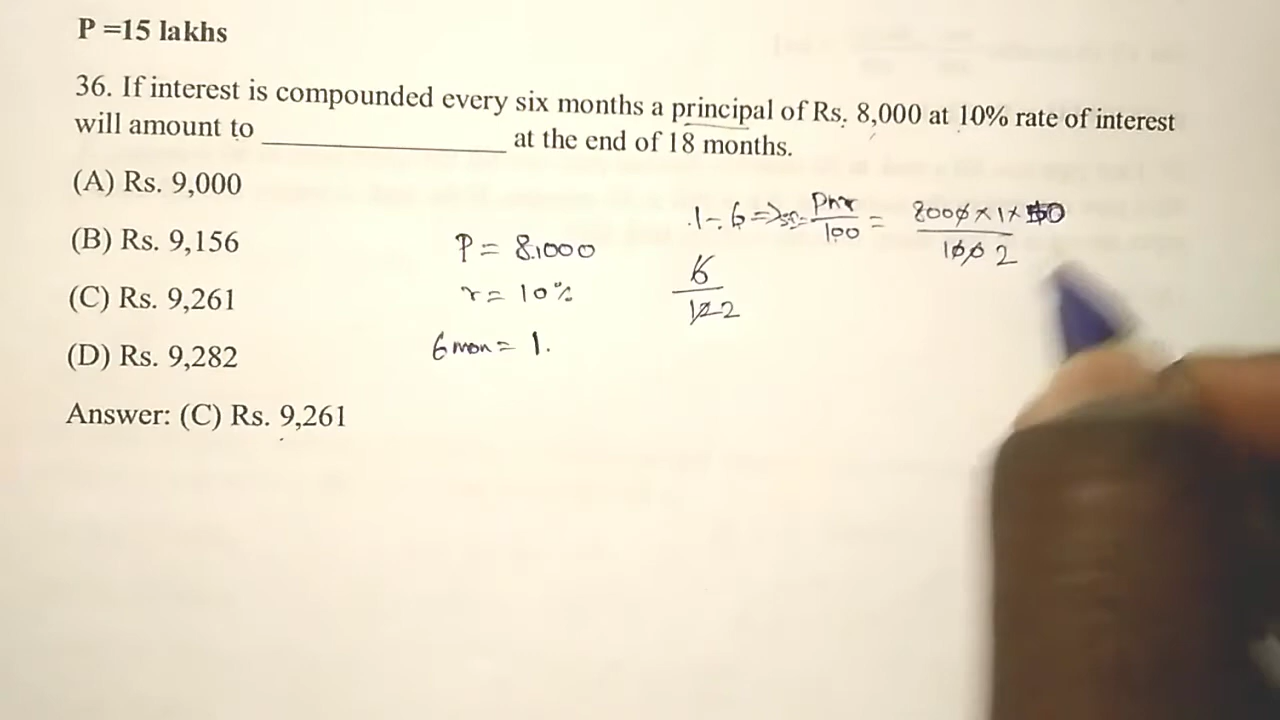 P =15 lakhs
36. If interest is compounded every six months a principal of Rs. 8,000 at 10% rate of interest
will amount to ________________ at the end of 18 months.
(A) Rs. 9,000
(B) Rs. 9,156
(C) Rs. 9,261
(D) Rs. 9,282
Answer: (C) Rs. 9,261
P = 8,000
r = 10%
6 mon = 1.
1 - 6 => Pnr/100 = 8000 × 1 × 10/100 2
6/12 2